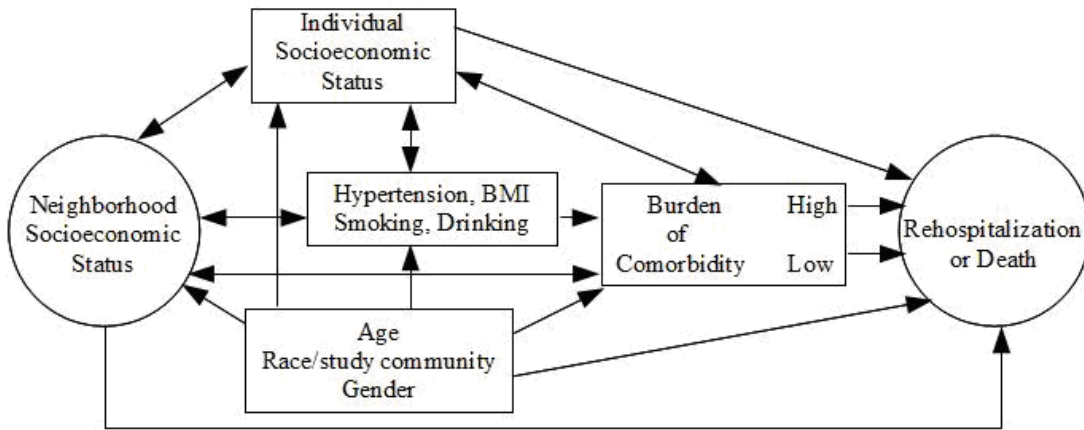 Individual
Socioeconomic
Status
Neighborhood
Socioeconomic
Status
Hypertension, BMI
Smoking, Drinking
Burden
of
Comorbidity
High
Low
Rehospitalization
or Death
Age
Race/study community
Gender